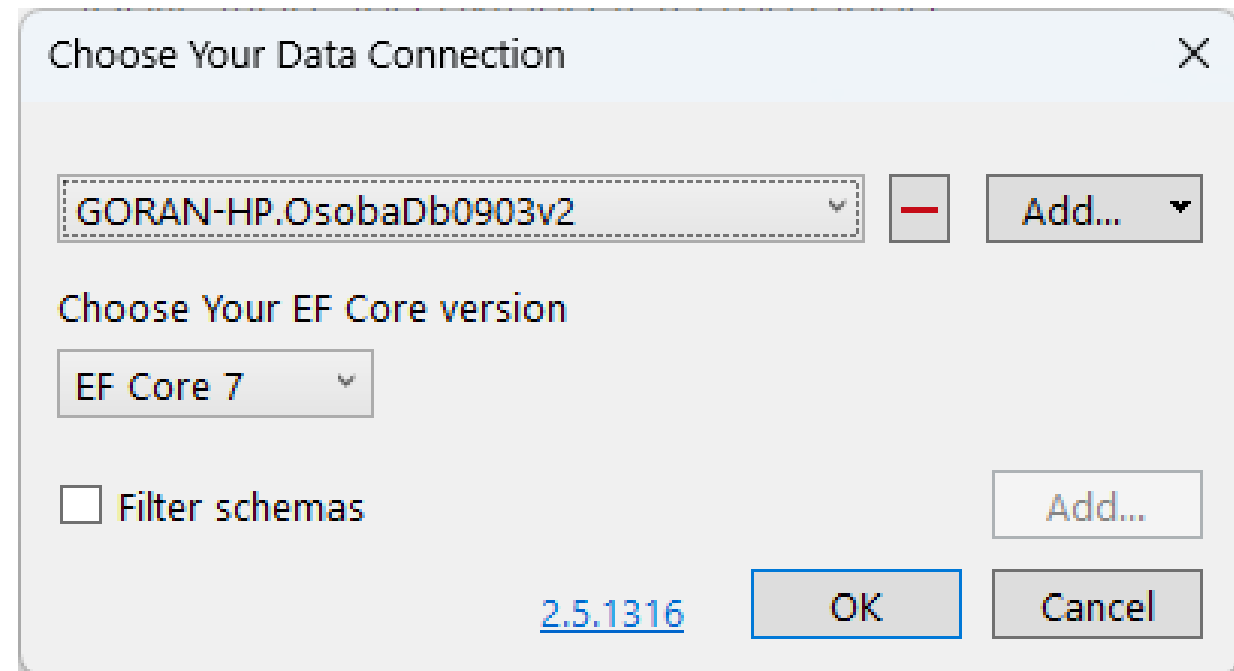 Choose Your Data Connection
GORAN-HP.OsobaDb0903v2
Add...
Choose Your EF Core version
EF Core 7
Filter schemas
Add...
2.5.1316
OK
Cancel